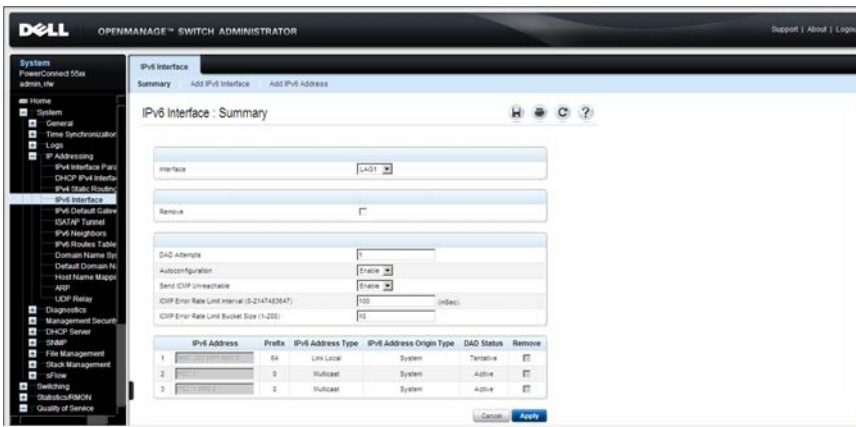 DELL OPENMANAGE™ SWITCH ADMINISTRATOR
Support | About |
System
PowerConnect 55xx
admin, r/w
Home
System
General
Time Synchronization
Logs
IP Addressing
IPv4 Interface Para
DHCP IPv4 Interfa
IPv4 Static Routing
IPv6 Interface
IPv6 Default Gatew
ISATAP Tunnel
IPv6 Neighbors
IPv6 Routes Table
Domain Name Sys
Default Domain Na
Host Name Mappi
ARP
UDP Relay
Diagnostics
Management Securit
DHCP Server
SNMP
File Management
Stack Management
sFlow
Switching
Statistics/RMON
Quality of Service
IPv6 Interface
Summary Add IPv6 Interface Add IPv6 Address
IPv6 Interface : Summary
Interface LAG1
Remove
DAD Attempts 1
Autoconfiguration Enable
Send ICMP Unreachable Enable
ICMP Error Rate Limit Interval (0-2147483647) 100 (mSec)
ICMP Error Rate Limit Bucket Size (1-200) 10
IPv6 Address Prefix IPv6 Address Type IPv6 Address Origin Type DAD Status Remove
1 64 Link Local System Tentative
2 0 Multicast System Active
3 0 Multicast System Active
Cancel Apply